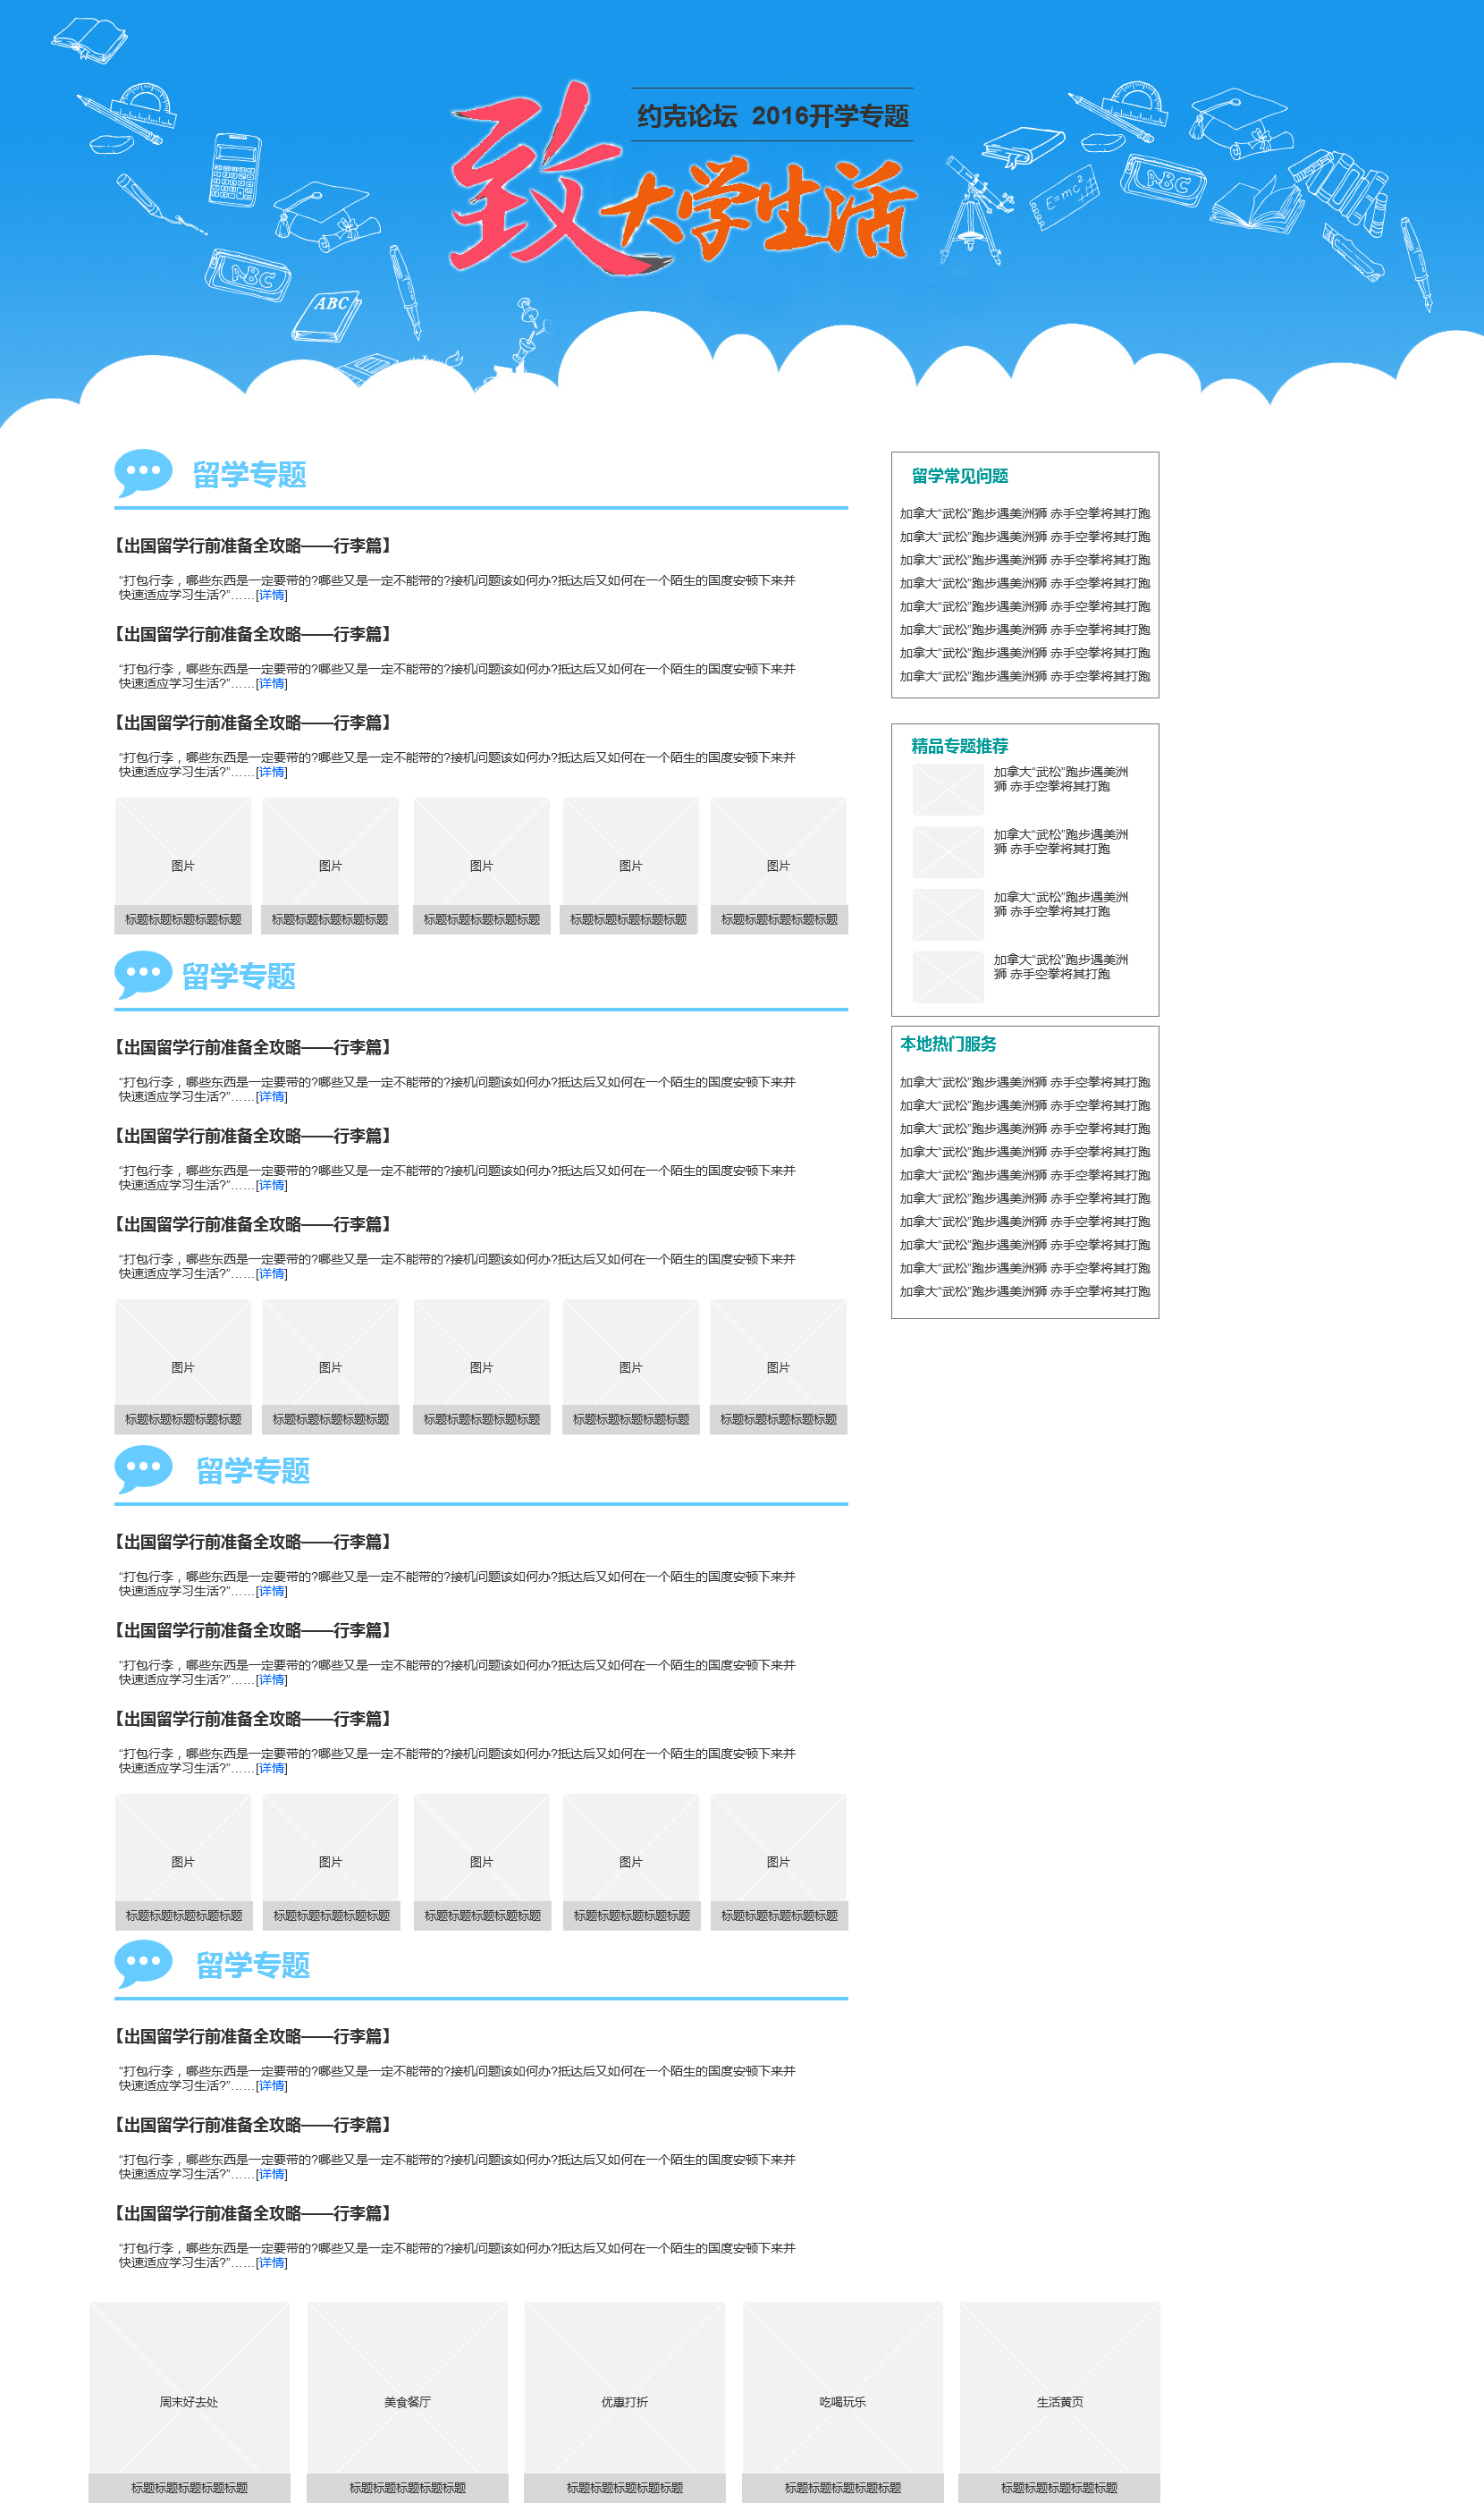 约克论坛 2016开学专题
致大学生活
ABC
ABC
E=mc²
ABC
留学专题
【出国留学行前准备全攻略——行李篇】
“打包行李，哪些东西是一定要带的?哪些又是一定不能带的?接机问题该如何办?抵达后又如何在一个陌生的国度安顿下来并
快速适应学习生活?”……[详情]
【出国留学行前准备全攻略——行李篇】
“打包行李，哪些东西是一定要带的?哪些又是一定不能带的?接机问题该如何办?抵达后又如何在一个陌生的国度安顿下来并
快速适应学习生活?”……[详情]
【出国留学行前准备全攻略——行李篇】
“打包行李，哪些东西是一定要带的?哪些又是一定不能带的?接机问题该如何办?抵达后又如何在一个陌生的国度安顿下来并
快速适应学习生活?”……[详情]
图片 图片 图片 图片 图片
标题标题标题标题标题 标题标题标题标题标题 标题标题标题标题标题 标题标题标题标题标题 标题标题标题标题标题
留学专题
【出国留学行前准备全攻略——行李篇】
“打包行李，哪些东西是一定要带的?哪些又是一定不能带的?接机问题该如何办?抵达后又如何在一个陌生的国度安顿下来并
快速适应学习生活?”……[详情]
【出国留学行前准备全攻略——行李篇】
“打包行李，哪些东西是一定要带的?哪些又是一定不能带的?接机问题该如何办?抵达后又如何在一个陌生的国度安顿下来并
快速适应学习生活?”……[详情]
【出国留学行前准备全攻略——行李篇】
“打包行李，哪些东西是一定要带的?哪些又是一定不能带的?接机问题该如何办?抵达后又如何在一个陌生的国度安顿下来并
快速适应学习生活?”……[详情]
图片 图片 图片 图片 图片
标题标题标题标题标题 标题标题标题标题标题 标题标题标题标题标题 标题标题标题标题标题 标题标题标题标题标题
留学专题
【出国留学行前准备全攻略——行李篇】
“打包行李，哪些东西是一定要带的?哪些又是一定不能带的?接机问题该如何办?抵达后又如何在一个陌生的国度安顿下来并
快速适应学习生活?”……[详情]
【出国留学行前准备全攻略——行李篇】
“打包行李，哪些东西是一定要带的?哪些又是一定不能带的?接机问题该如何办?抵达后又如何在一个陌生的国度安顿下来并
快速适应学习生活?”……[详情]
【出国留学行前准备全攻略——行李篇】
“打包行李，哪些东西是一定要带的?哪些又是一定不能带的?接机问题该如何办?抵达后又如何在一个陌生的国度安顿下来并
快速适应学习生活?”……[详情]
图片 图片 图片 图片 图片
标题标题标题标题标题 标题标题标题标题标题 标题标题标题标题标题 标题标题标题标题标题 标题标题标题标题标题
留学专题
【出国留学行前准备全攻略——行李篇】
“打包行李，哪些东西是一定要带的?哪些又是一定不能带的?接机问题该如何办?抵达后又如何在一个陌生的国度安顿下来并
快速适应学习生活?”……[详情]
【出国留学行前准备全攻略——行李篇】
“打包行李，哪些东西是一定要带的?哪些又是一定不能带的?接机问题该如何办?抵达后又如何在一个陌生的国度安顿下来并
快速适应学习生活?”……[详情]
【出国留学行前准备全攻略——行李篇】
“打包行李，哪些东西是一定要带的?哪些又是一定不能带的?接机问题该如何办?抵达后又如何在一个陌生的国度安顿下来并
快速适应学习生活?”……[详情]
留学常见问题
加拿大“武松”跑步遇美洲狮 赤手空拳将其打跑
加拿大“武松”跑步遇美洲狮 赤手空拳将其打跑
加拿大“武松”跑步遇美洲狮 赤手空拳将其打跑
加拿大“武松”跑步遇美洲狮 赤手空拳将其打跑
加拿大“武松”跑步遇美洲狮 赤手空拳将其打跑
加拿大“武松”跑步遇美洲狮 赤手空拳将其打跑
加拿大“武松”跑步遇美洲狮 赤手空拳将其打跑
加拿大“武松”跑步遇美洲狮 赤手空拳将其打跑
精品专题推荐
加拿大“武松”跑步遇美洲
狮 赤手空拳将其打跑
加拿大“武松”跑步遇美洲
狮 赤手空拳将其打跑
加拿大“武松”跑步遇美洲
狮 赤手空拳将其打跑
加拿大“武松”跑步遇美洲
狮 赤手空拳将其打跑
本地热门服务
加拿大“武松”跑步遇美洲狮 赤手空拳将其打跑
加拿大“武松”跑步遇美洲狮 赤手空拳将其打跑
加拿大“武松”跑步遇美洲狮 赤手空拳将其打跑
加拿大“武松”跑步遇美洲狮 赤手空拳将其打跑
加拿大“武松”跑步遇美洲狮 赤手空拳将其打跑
加拿大“武松”跑步遇美洲狮 赤手空拳将其打跑
加拿大“武松”跑步遇美洲狮 赤手空拳将其打跑
加拿大“武松”跑步遇美洲狮 赤手空拳将其打跑
加拿大“武松”跑步遇美洲狮 赤手空拳将其打跑
加拿大“武松”跑步遇美洲狮 赤手空拳将其打跑
周末好去处 美食餐厅 优惠打折 吃喝玩乐 生活黄页
标题标题标题标题标题 标题标题标题标题标题 标题标题标题标题标题 标题标题标题标题标题 标题标题标题标题标题